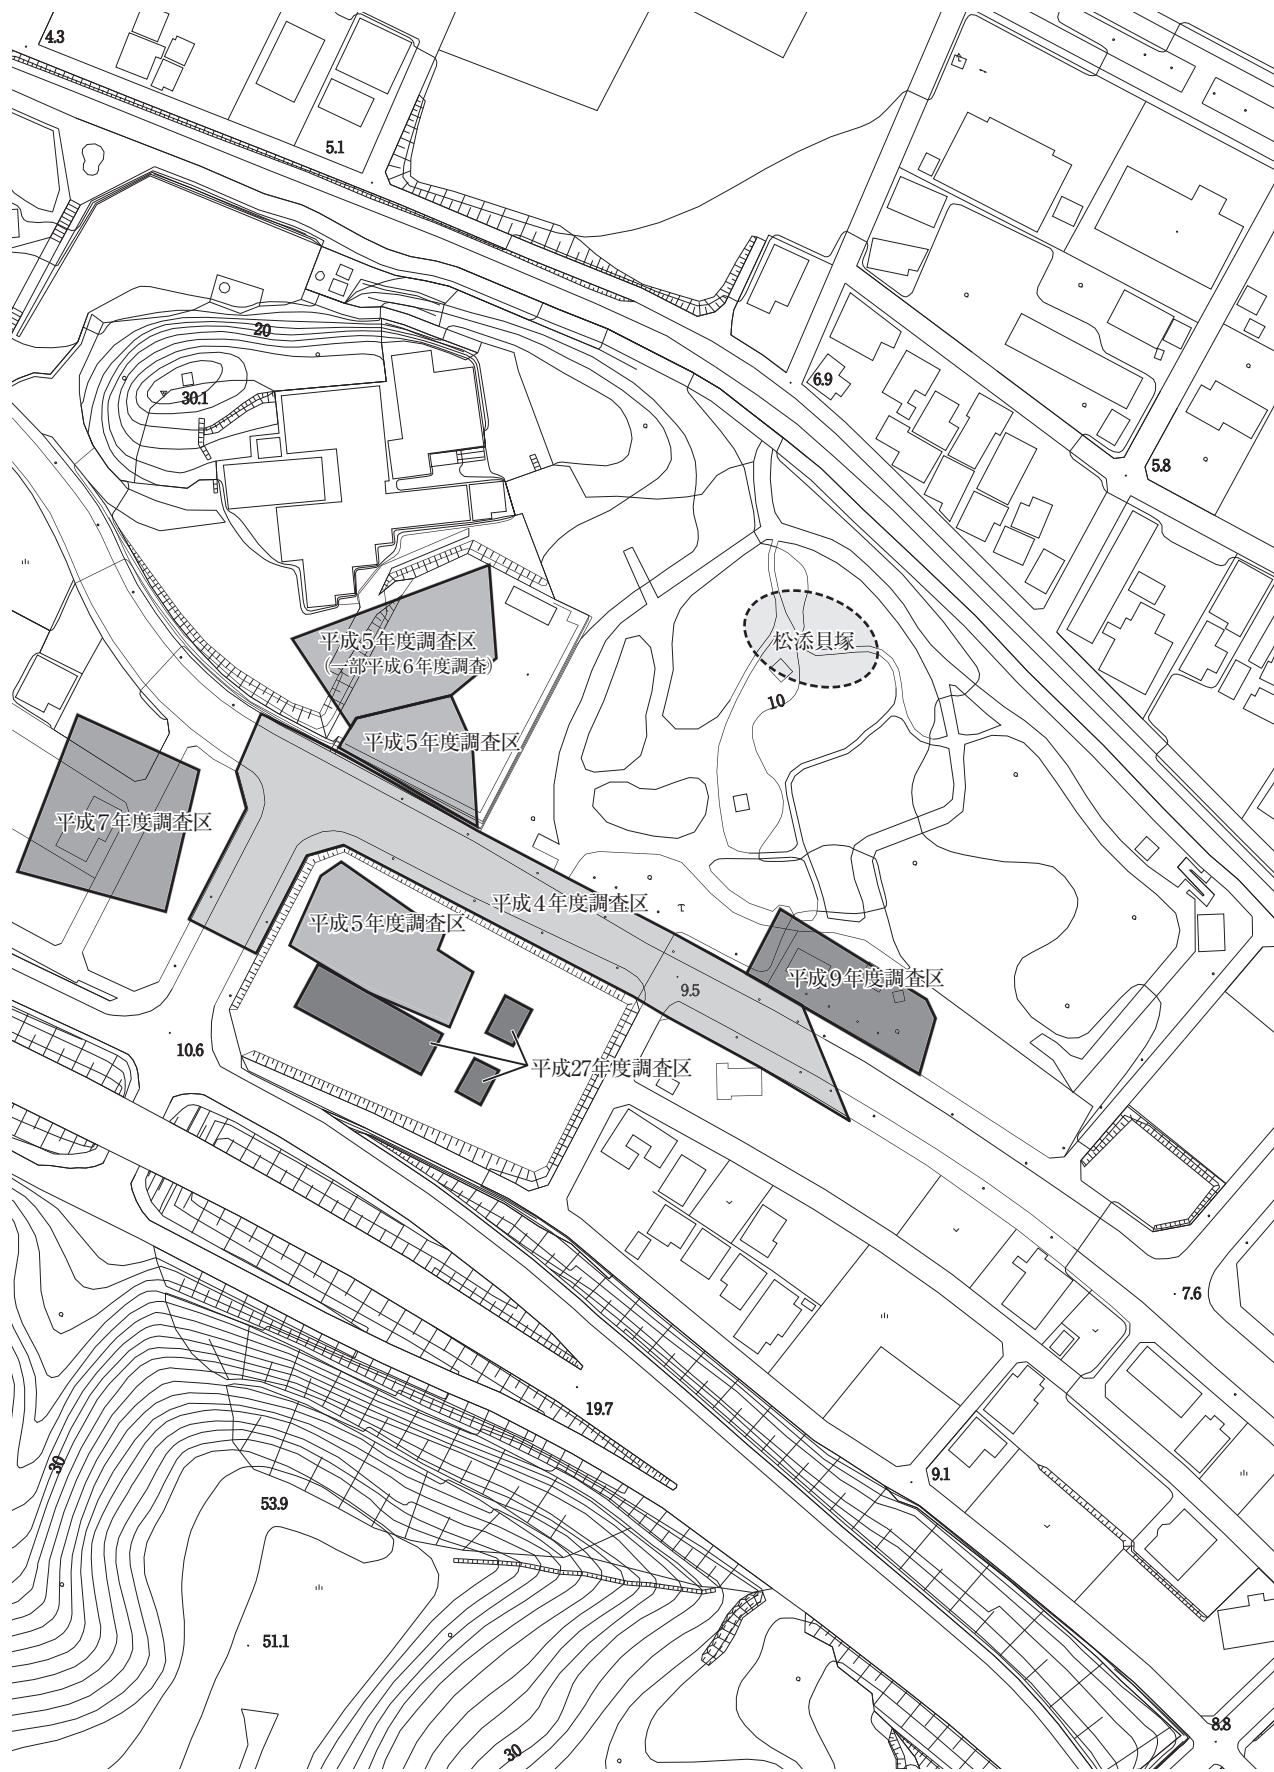 4.3
5.1
20
30.1
6.9
5.8
平成5年度調査区
(一部平成6年度調査)
松添貝塚
10
平成5年度調査区
平成7年度調査区
平成4年度調査区
平成5年度調査区
平成9年度調査区
9.5
10.6
平成27年度調査区
7.6
19.7
30
9.1
53.9
51.1
8.8
30